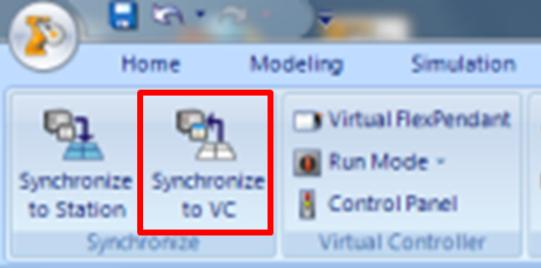 Home Modeling Simulation
Synchronize to Station
Synchronize to VC
Virtual FlexPendant
Run Mode
Control Panel
Synchronize
Virtual Controller